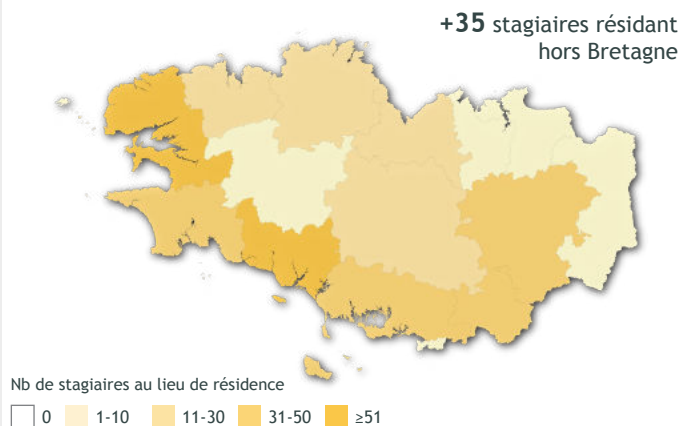 +35 stagiaires résidant
hors Bretagne
Nb de stagiaires au lieu de résidence
0 1-10 11-30 31-50 ≥51